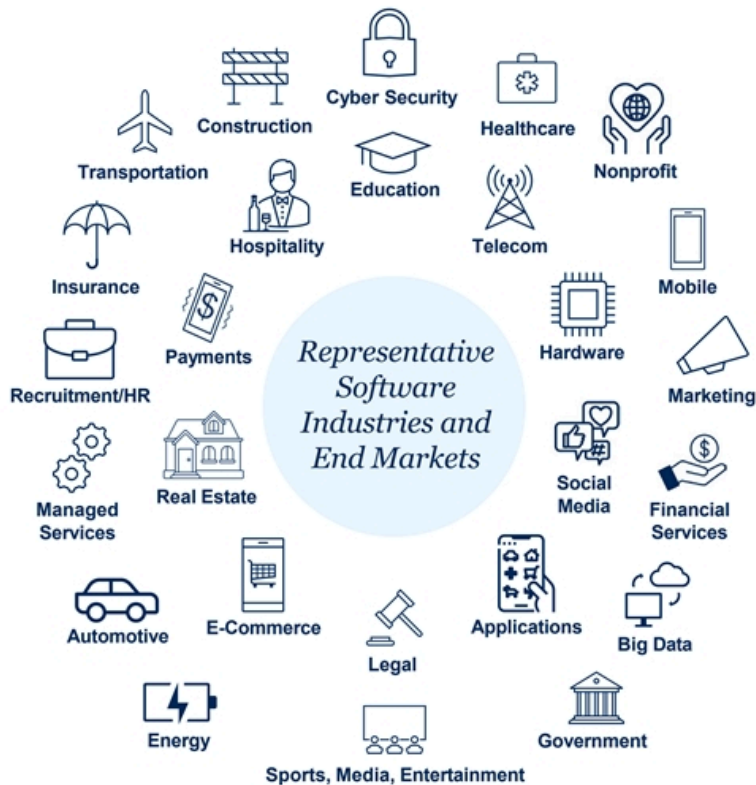 Cyber Security
Construction
Healthcare
Transportation
Nonprofit
Education
Hospitality
Telecom
Insurance
Mobile
Payments
Hardware
Recruitment/HR
Marketing
Representative
Software
Industries and
End Markets
Managed
Services
Real Estate
Social
Media
Financial
Services
Automotive
E-Commerce
Legal
Applications
Big Data
Energy
Government
Sports, Media, Entertainment